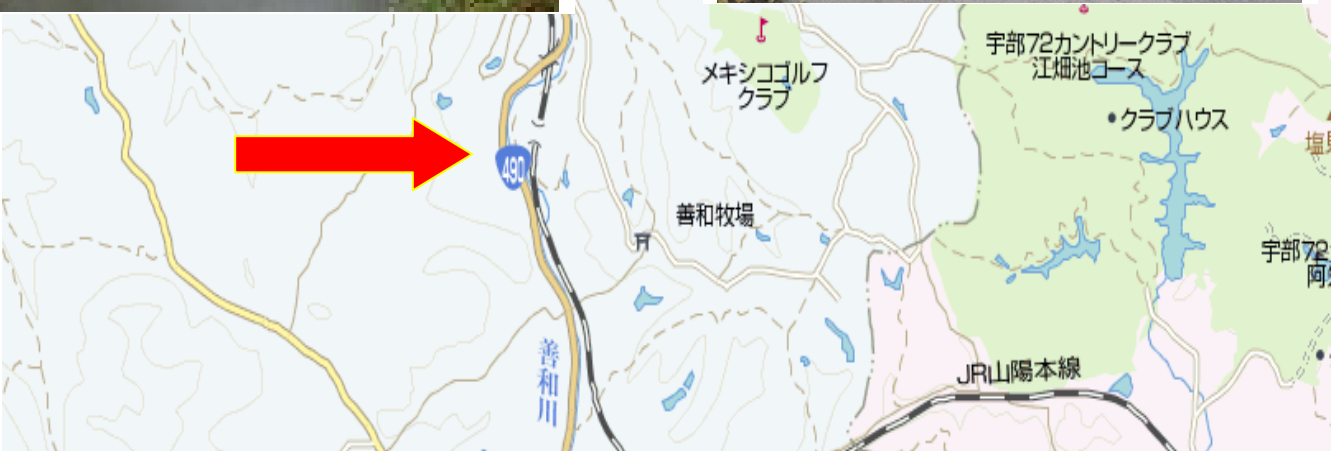 宇部72カントリークラブ
江畑池コース
メキシコゴルフ
クラブ
クラブハウス
490
善和牧場
宇部72
善和川
JR山陽本線